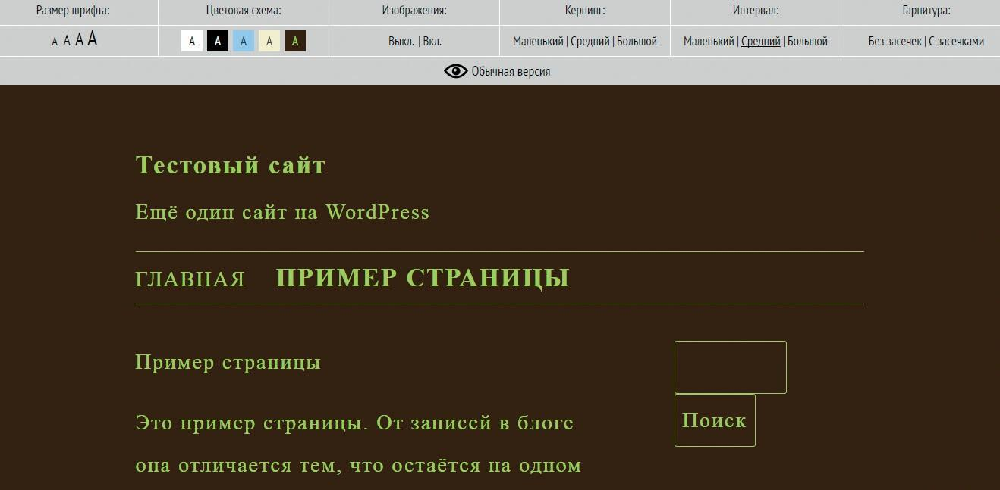 Размер шрифта: Цветовая схема: Изображения: Кернинг: Интервал: Гарнитура:
А А А А А А А А А Выкл. | Вкл. Маленький | Средний | Большой Маленький | Средний | Большой Без засечек | С засечками
Обычная версия
Тестовый сайт
Ещё один сайт на WordPress
ГЛАВНАЯ ПРИМЕР СТРАНИЦЫ
Пример страницы
Поиск
Это пример страницы. От записей в блоге
она отличается тем, что остаётся на одном